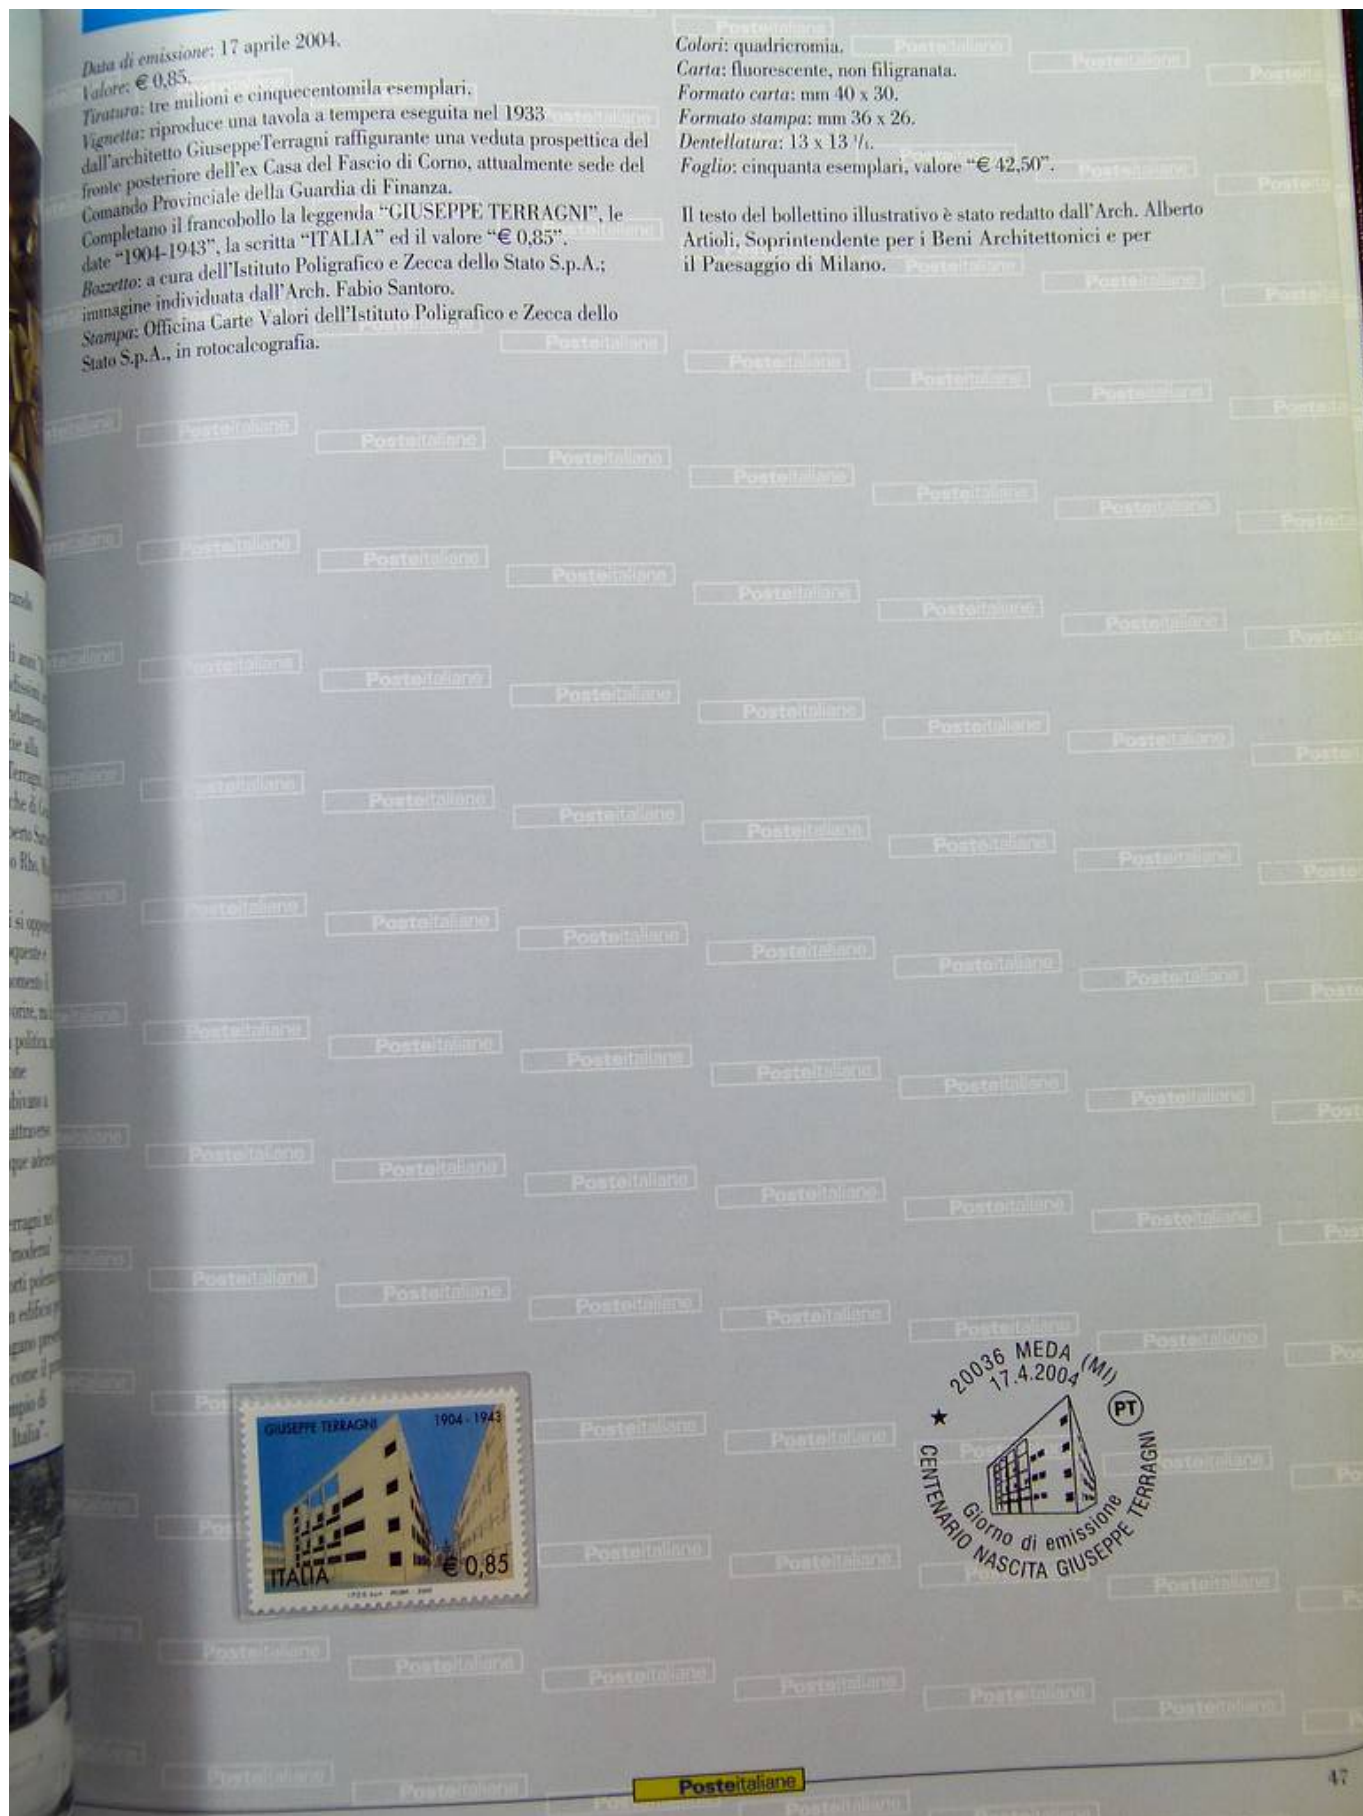 Data di emissione: 17 aprile 2004.
Valore: € 0,85.
Tiratura: tre milioni e cinquecentomila esemplari.
Vignetta: riproduce una tavola a tempera eseguita nel 1933
dall'architetto GiuseppeTerragni raffigurante una veduta prospettica del
fronte posteriore dell'ex Casa del Fascio di Corno, attualmente sede del
Comando Provinciale della Guardia di Finanza.
Completano il francobollo la leggenda “GIUSEPPE TERRAGNI”, le
date “1904-1943”, la scritta “ITALIA” ed il valore “€ 0,85”.
Bozzetto: a cura dell'Istituto Poligrafico e Zecca dello Stato S.p.A.;
immagine individuata dall'Arch. Fabio Santoro.
Stampa: Officina Carte Valori dell'Istituto Poligrafico e Zecca dello
Stato S.p.A., in rotocalcografia.
Colori: quadricromia.
Carta: fluorescente, non filigranata.
Formato carta: mm 40 x 30.
Formato stampa: mm 36 x 26.
Dentellatura: 13 x 13 ¼.
Foglio: cinquanta esemplari, valore “€ 42,50”.
Il testo del bollettino illustrativo è stato redatto dall'Arch. Alberto
Artioli, Soprintendente per i Beni Architettonici e per
il Paesaggio di Milano.
GIUSEPPE TERRAGNI 1904 - 1943
ITALIA € 0,85
20036 MEDA (MI)
17.4.2004
PT
Giorno di emissione
CENTENARIO NASCITA GIUSEPPE TERRAGNI
Posteitaliane
47